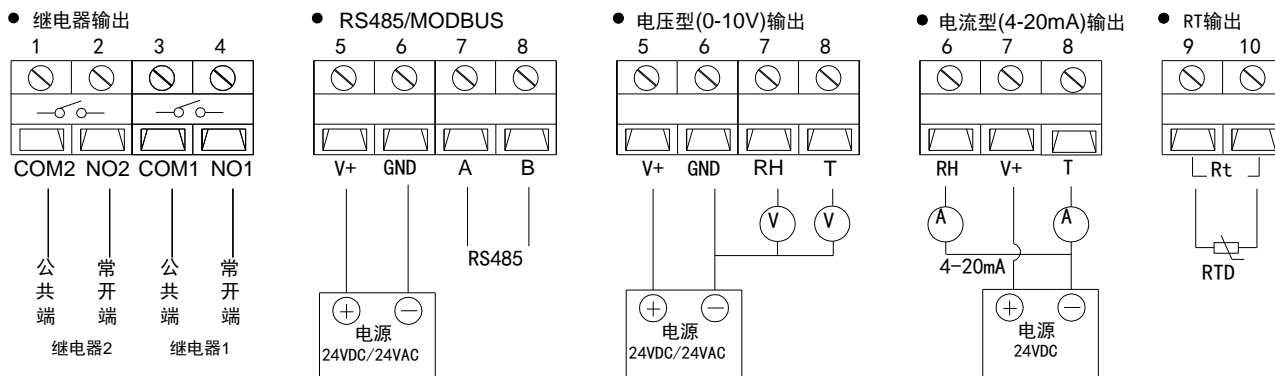 ● 继电器输出
1 2 3 4
COM2 NO2 COM1 NO1
公共端 常开端 公共端 常开端
继电器2 继电器1
● RS485/MODBUS
5 6 7 8
V+ GND A B
RS485
+ −
电源
24VDC/24VAC
● 电压型(0-10V)输出
5 6 7 8
V+ GND RH T
V V
+ −
电源
24VDC/24VAC
● 电流型(4-20mA)输出
6 7 8
RH V+ T
A A
4-20mA
+ −
电源
24VDC
● RT输出
9 10
Rt
RTD